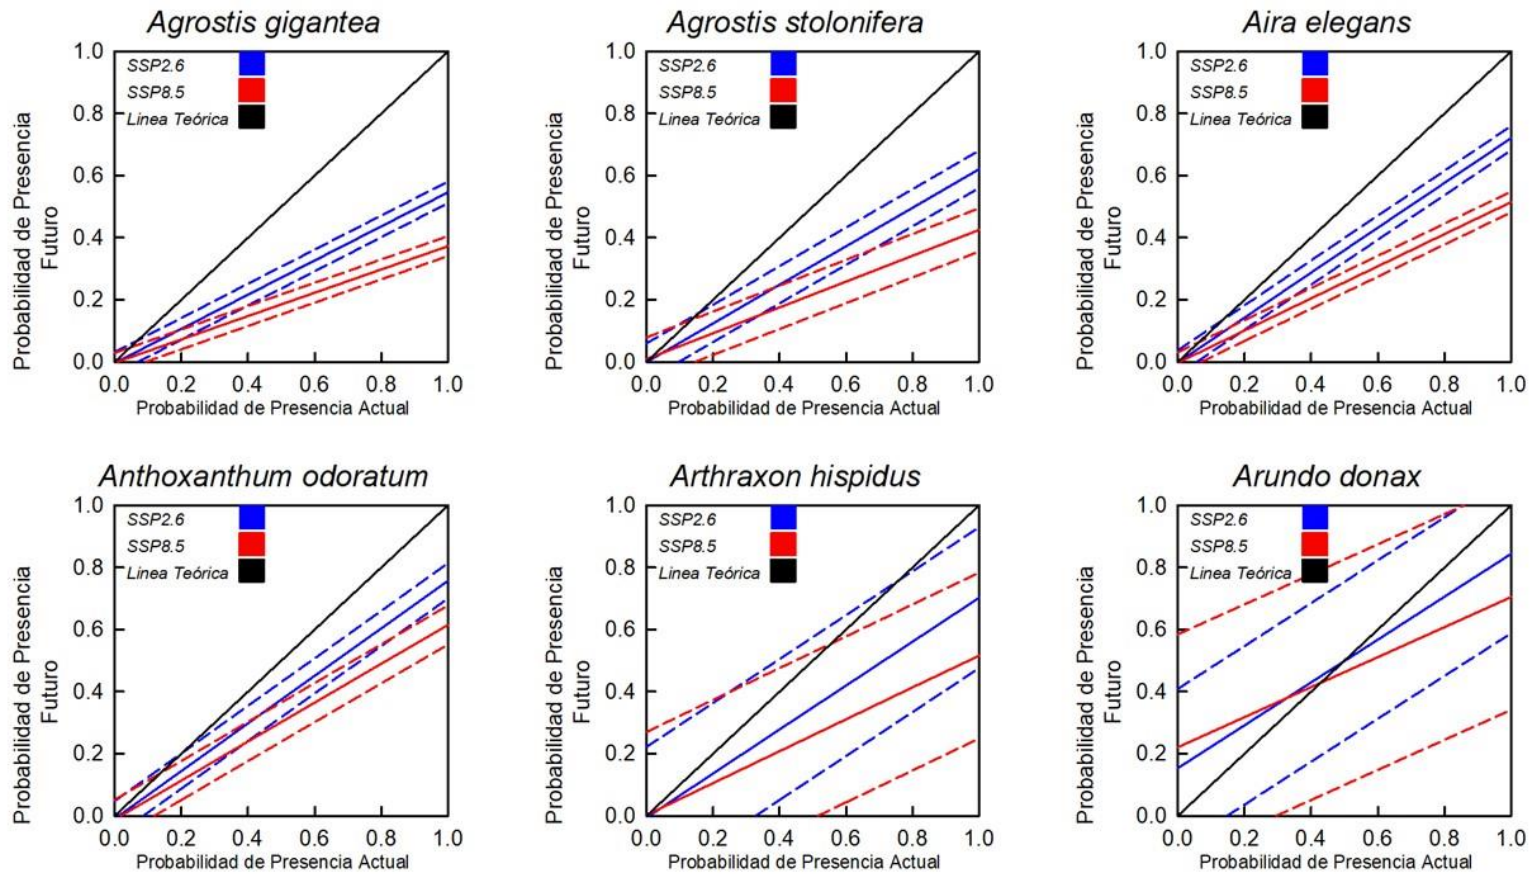 Agrostis gigantea
1.0
0.8
0.6
0.4
0.2
0.0
Probabilidad de Presencia
Futuro
SSP2.6
SSP8.5
Linea Teórica
0.0 0.2 0.4 0.6 0.8 1.0
Probabilidad de Presencia Actual
Agrostis stolonifera
1.0
0.8
0.6
0.4
0.2
0.0
Probabilidad de Presencia
Futuro
SSP2.6
SSP8.5
Linea Teórica
0.0 0.2 0.4 0.6 0.8 1.0
Probabilidad de Presencia Actual
Aira elegans
1.0
0.8
0.6
0.4
0.2
0.0
Probabilidad de Presencia
Futuro
SSP2.6
SSP8.5
Linea Teórica
0.0 0.2 0.4 0.6 0.8 1.0
Probabilidad de Presencia Actual
Anthoxanthum odoratum
1.0
0.8
0.6
0.4
0.2
0.0
Probabilidad de Presencia
Futuro
SSP2.6
SSP8.5
Linea Teórica
0.0 0.2 0.4 0.6 0.8 1.0
Probabilidad de Presencia Actual
Arthraxon hispidus
1.0
0.8
0.6
0.4
0.2
0.0
Probabilidad de Presencia
Futuro
SSP2.6
SSP8.5
Linea Teórica
0.0 0.2 0.4 0.6 0.8 1.0
Probabilidad de Presencia Actual
Arundo donax
1.0
0.8
0.6
0.4
0.2
0.0
Probabilidad de Presencia
Futuro
SSP2.6
SSP8.5
Linea Teórica
0.0 0.2 0.4 0.6 0.8 1.0
Probabilidad de Presencia Actual